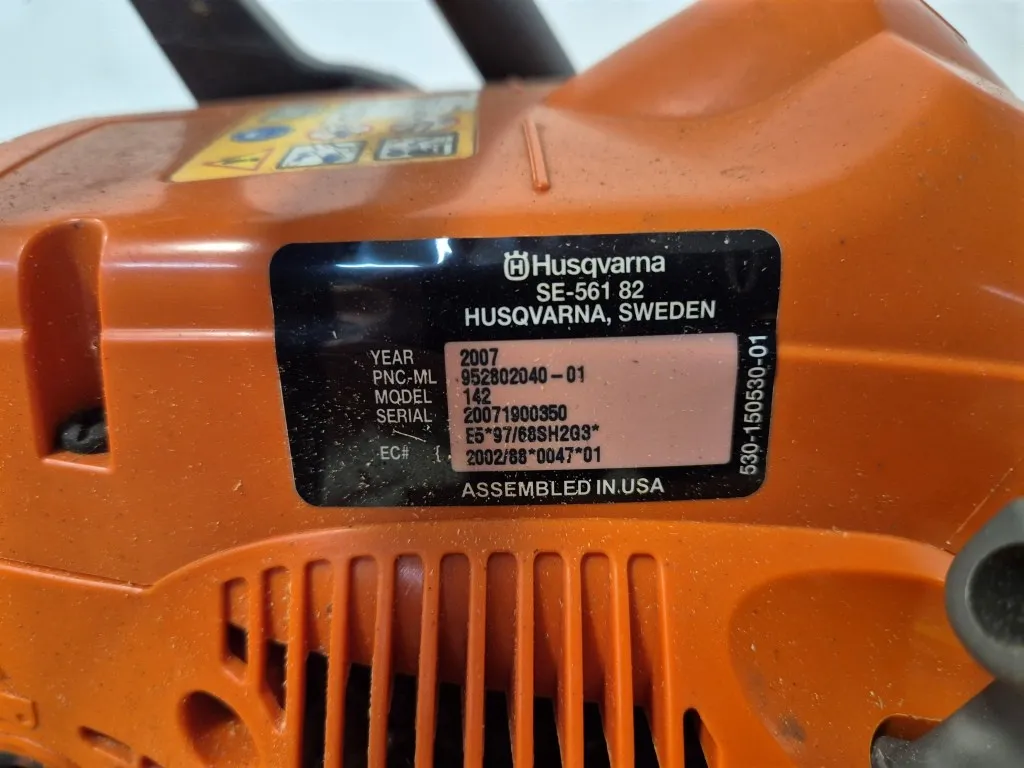 Husqvarna
SE-561 82
HUSQVARNA, SWEDEN
YEAR 2007
PNC-ML 952802040-01
MODEL 142
SERIAL 20071900350
E5*97/68SH2G3*
EC# { 2002/88*0047*01
ASSEMBLED IN USA
530-150530-01